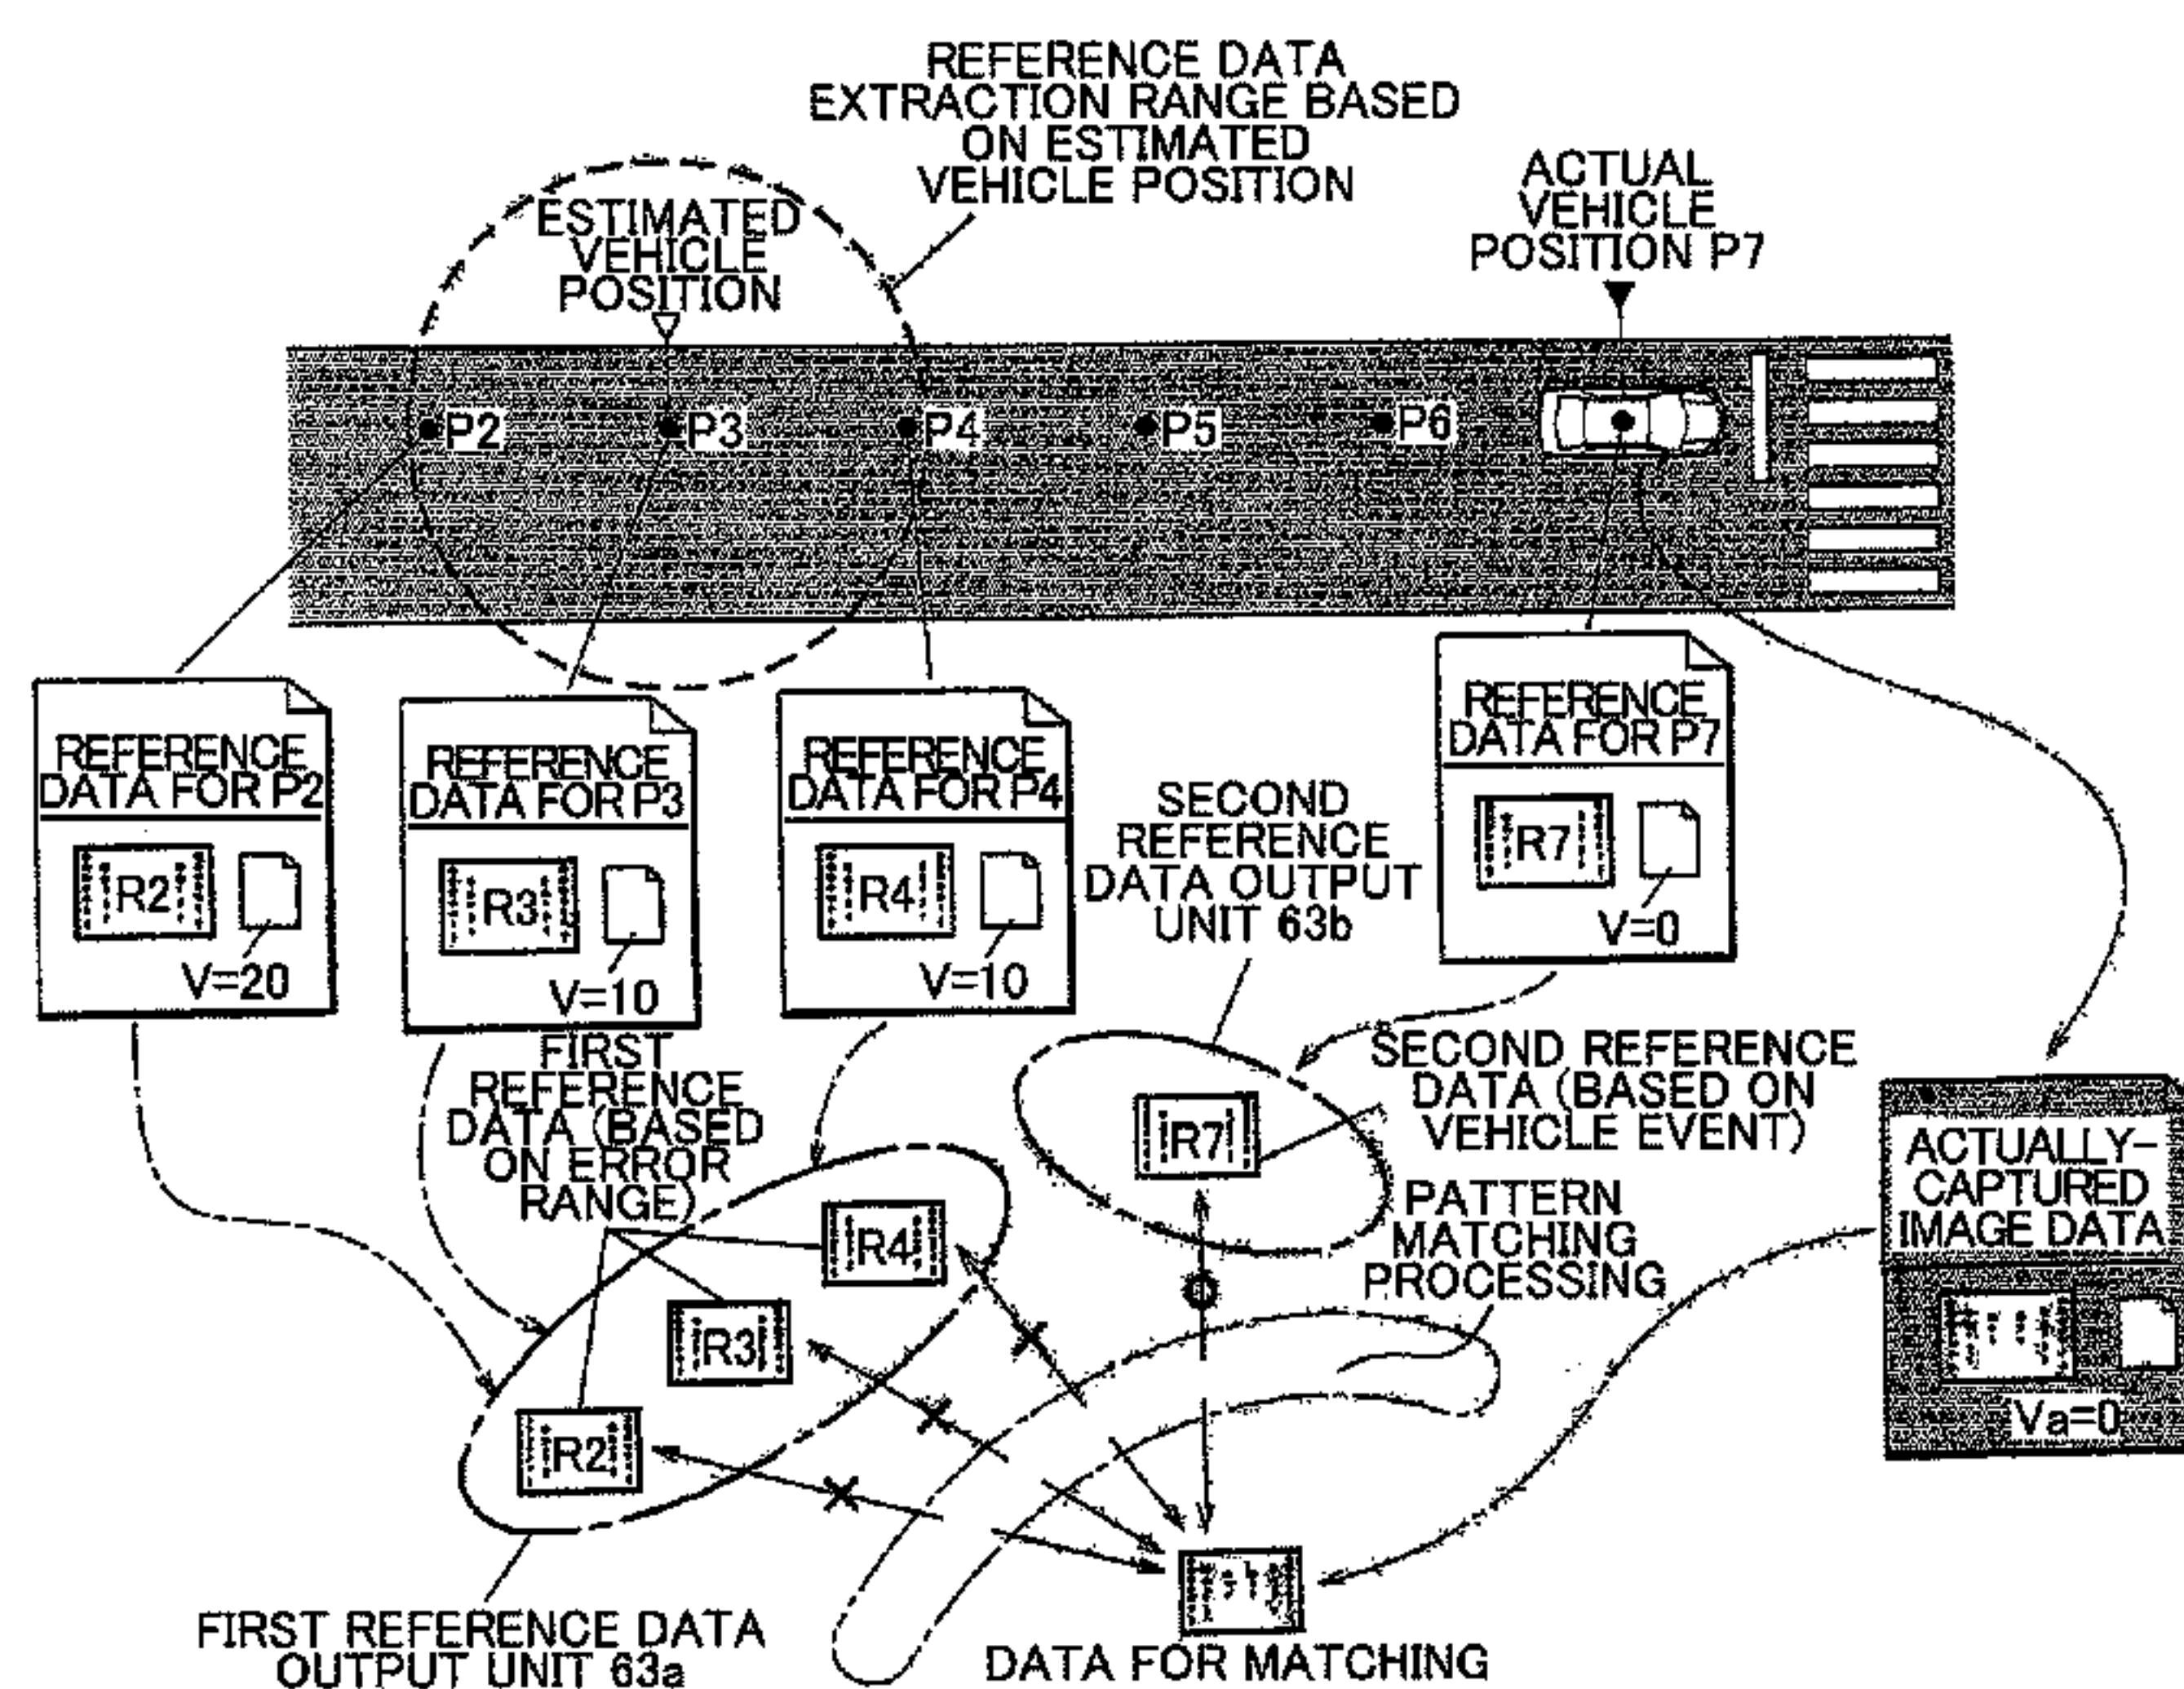 REFERENCE DATA
EXTRACTION RANGE BASED
ON ESTIMATED
VEHICLE POSITION
ESTIMATED
VEHICLE
POSITION
ACTUAL
VEHICLE
POSITION P7
P2
P3
P4
P5
P6
REFERENCE
DATA FOR P2
R2
V=20
REFERENCE
DATA FOR P3
R3
V=10
REFERENCE
DATA FOR P4
R4
V=10
SECOND
REFERENCE
DATA OUTPUT
UNIT 63b
REFERENCE
DATA FOR P7
R7
V=0
FIRST
REFERENCE
DATA (BASED
ON ERROR
RANGE)
R4
R3
R2
R7
SECOND REFERENCE
DATA (BASED ON
VEHICLE EVENT)
PATTERN
MATCHING
PROCESSING
ACTUALLY-
CAPTURED
IMAGE DATA
Va=0
FIRST REFERENCE DATA
OUTPUT UNIT 63a
DATA FOR MATCHING